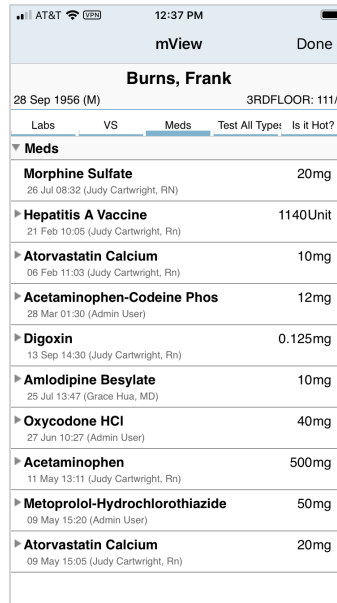 AT&T VPN 12:37 PM
mView Done
Burns, Frank
28 Sep 1956 (M) 3RDFLOOR: 111/
Labs VS Meds Test All Types Is it Hot?
Meds
Morphine Sulfate 20mg
26 Jul 08:32 (Judy Cartwright, RN)
Hepatitis A Vaccine 1140Unit
21 Feb 10:05 (Judy Cartwright, Rn)
Atorvastatin Calcium 10mg
06 Feb 11:03 (Judy Cartwright, Rn)
Acetaminophen-Codeine Phos 12mg
28 Mar 01:30 (Admin User)
Digoxin 0.125mg
13 Sep 14:30 (Judy Cartwright, Rn)
Amlodipine Besylate 10mg
25 Jul 13:47 (Grace Hua, MD)
Oxycodone HCl 40mg
27 Jun 10:27 (Admin User)
Acetaminophen 500mg
11 May 13:11 (Judy Cartwright, Rn)
Metoprolol-Hydrochlorothiazide 50mg
09 May 15:20 (Admin User)
Atorvastatin Calcium 20mg
09 May 15:05 (Judy Cartwright, Rn)